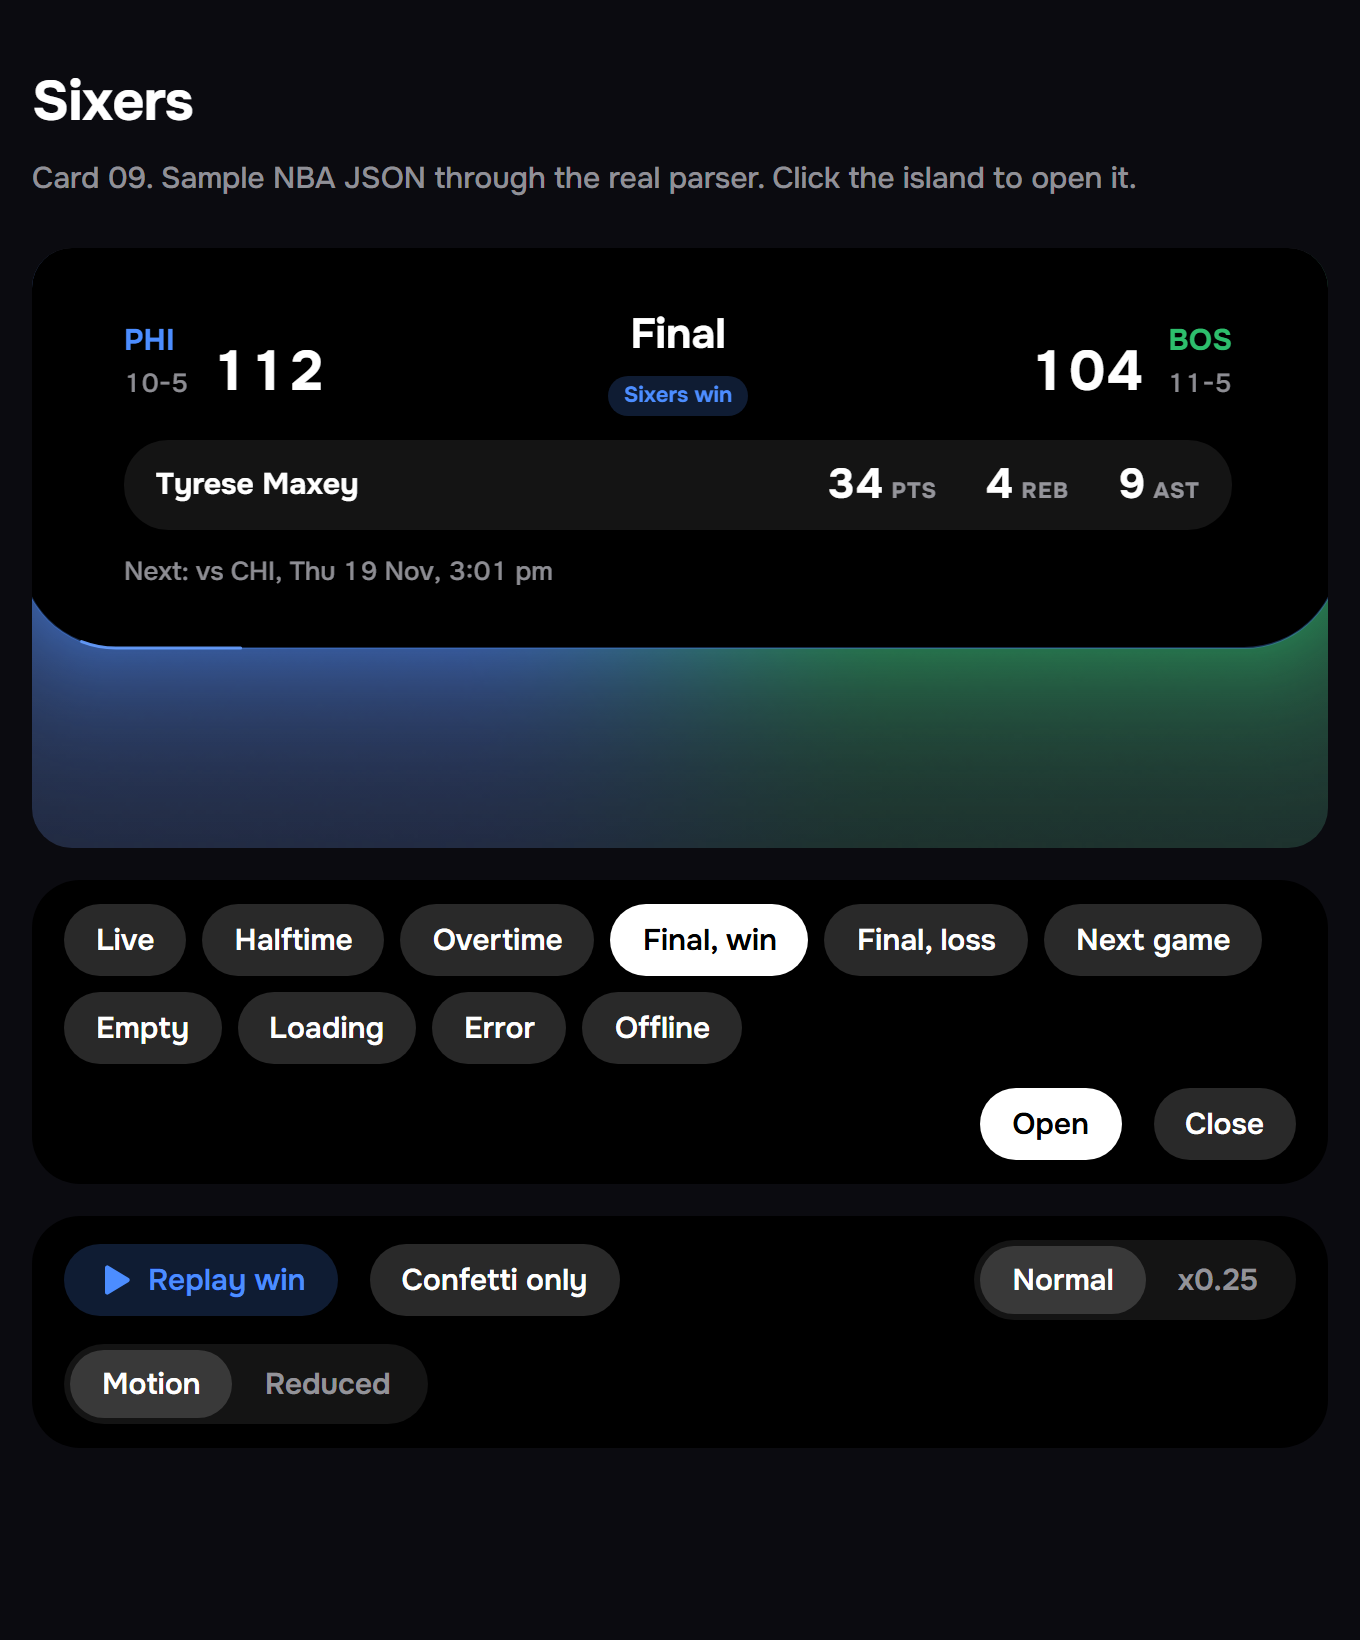 Sixers
Card 09. Sample NBA JSON through the real parser. Click the island to open it.
PHI
10-5
112
Final
Sixers win
104
BOS
11-5
Tyrese Maxey
34 PTS 4 REB 9 AST
Next: vs CHI, Thu 19 Nov, 3:01 pm
Live Halftime Overtime Final, win Final, loss Next game
Empty Loading Error Offline
Open Close
Replay win Confetti only Normal x0.25
Motion Reduced